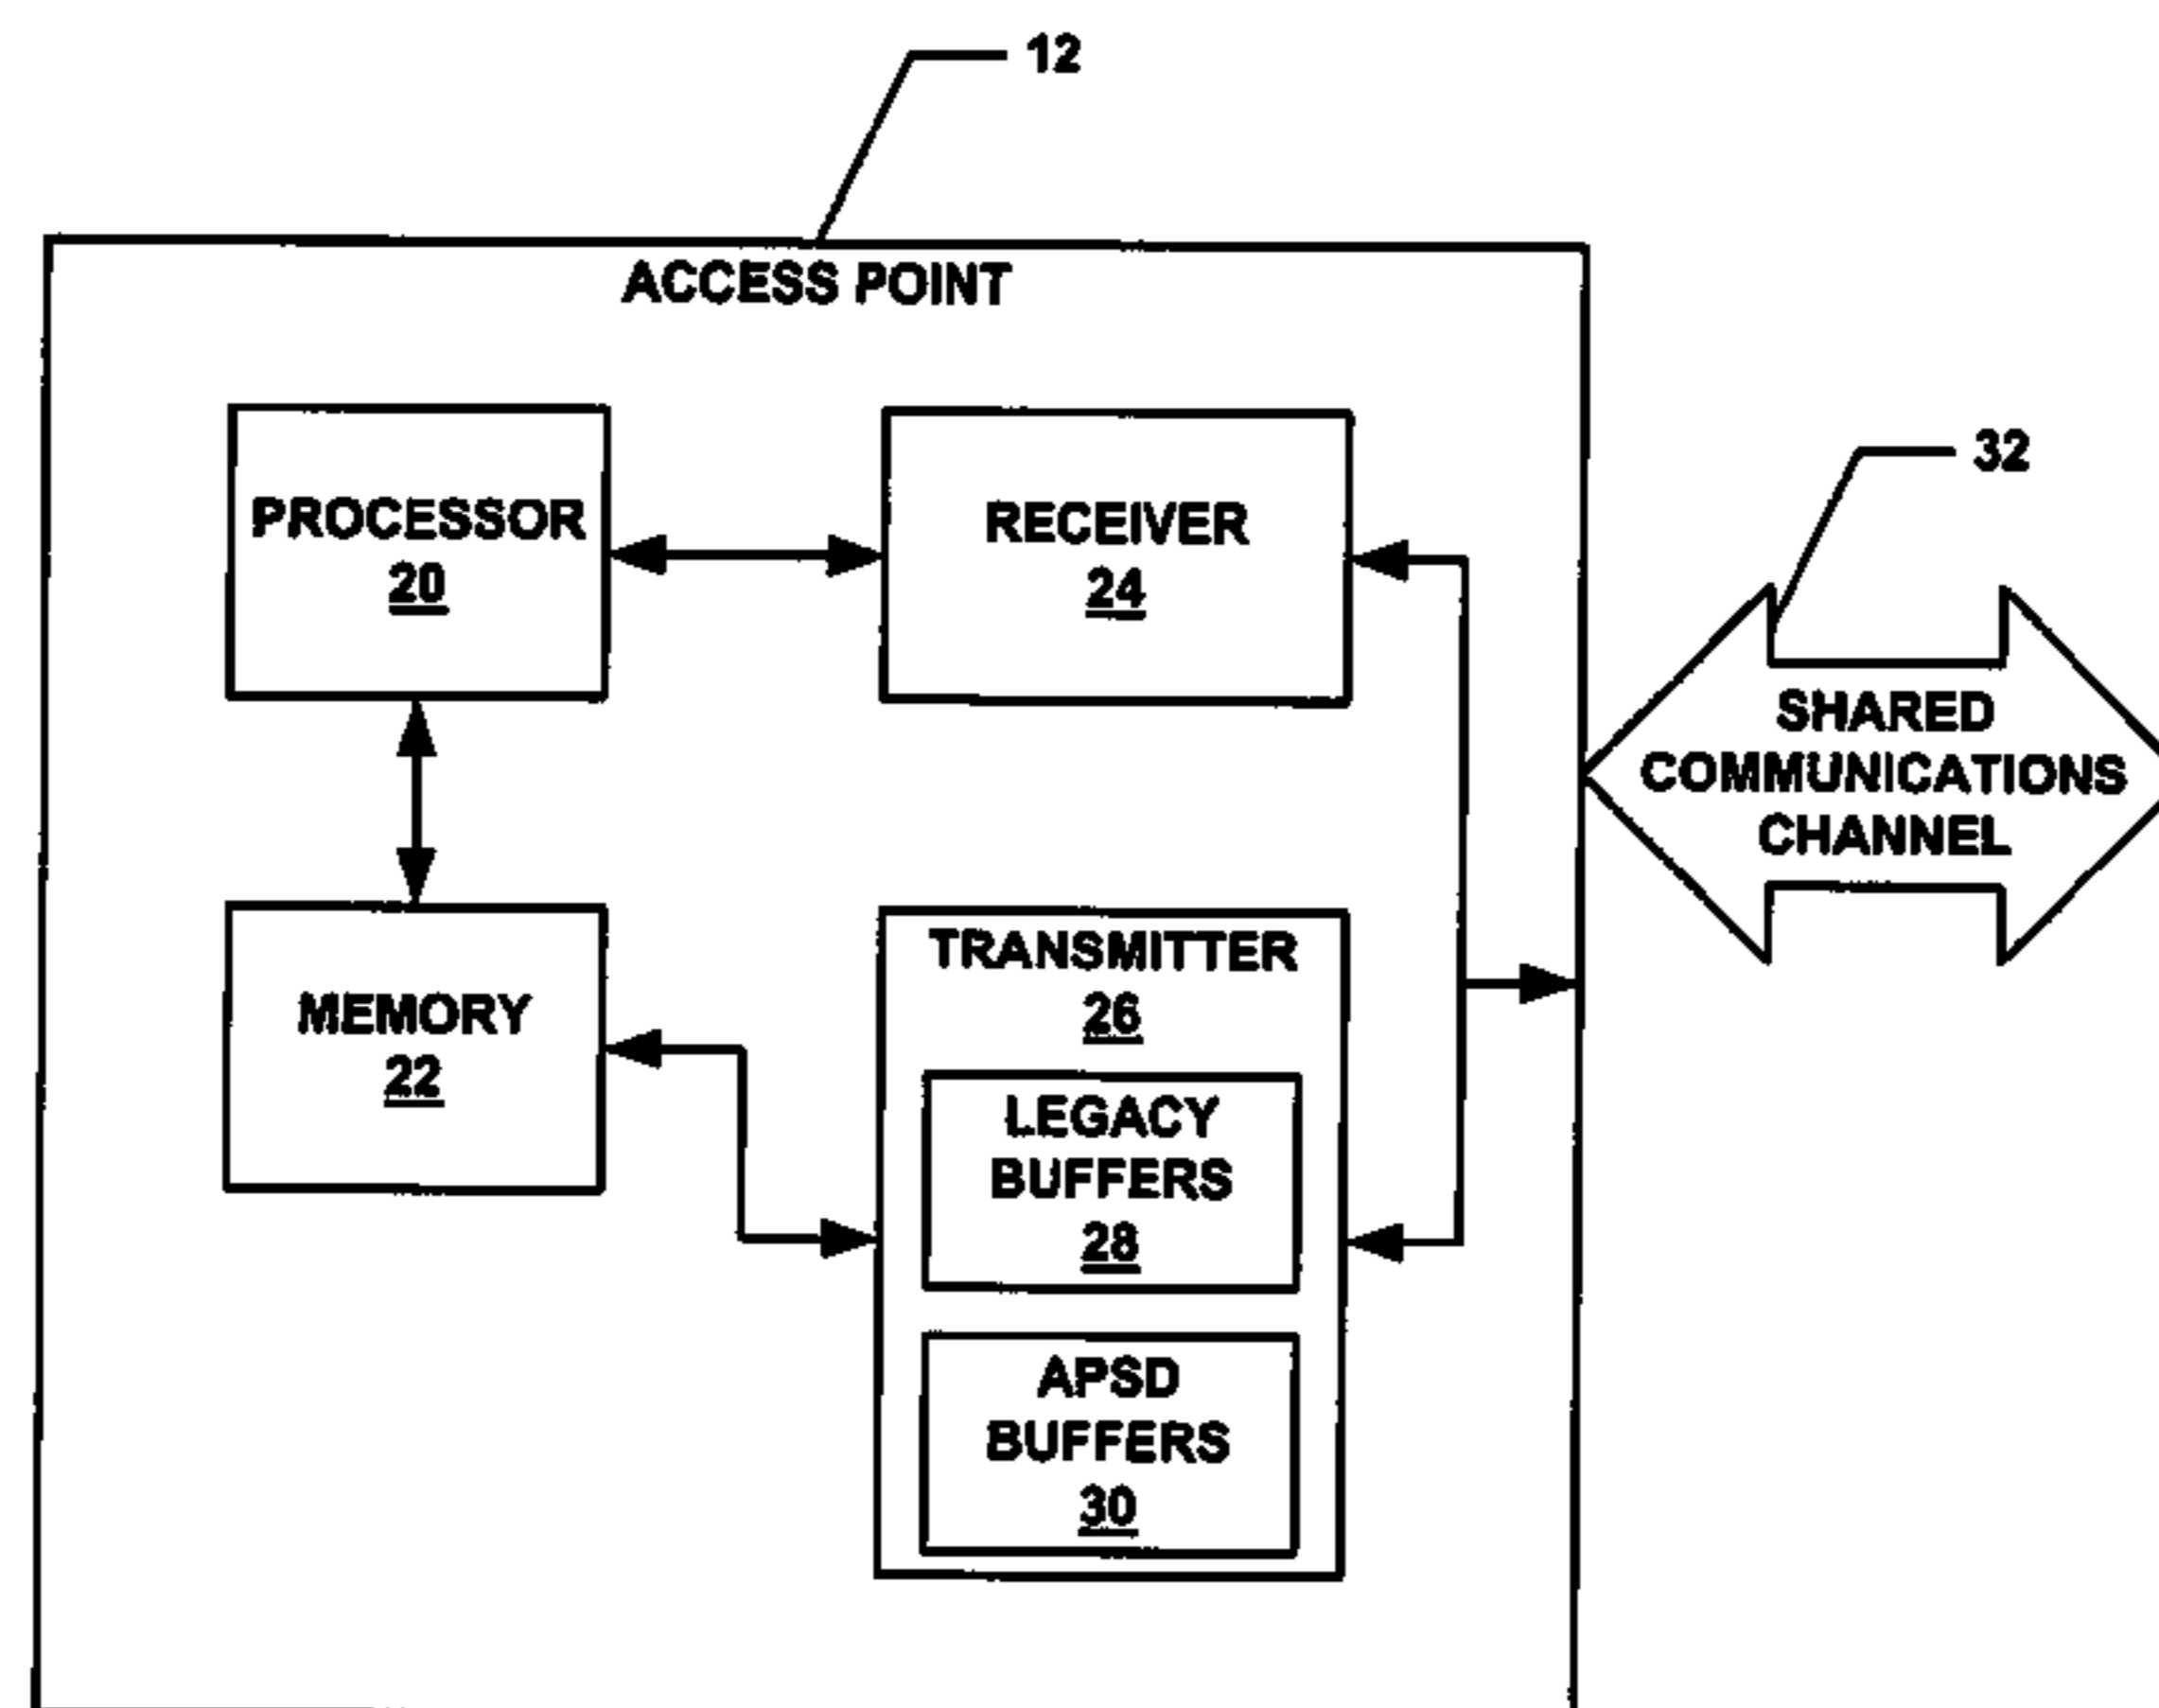 12
ACCESS POINT
PROCESSOR
20
RECEIVER
24
32
SHARED
COMMUNICATIONS
CHANNEL
MEMORY
22
TRANSMITTER
26
LEGACY
BUFFERS
28
APSD
BUFFERS
30